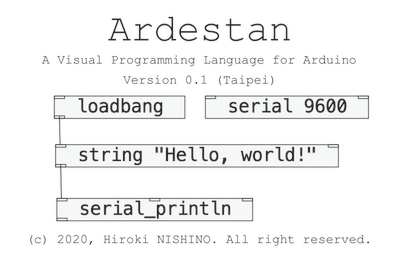 Ardestan
A Visual Programming Language for Arduino
Version 0.1 (Taipei)
loadbang serial 9600
string "Hello, world!"
serial_println
(c) 2020, Hiroki NISHINO. All right reserved.